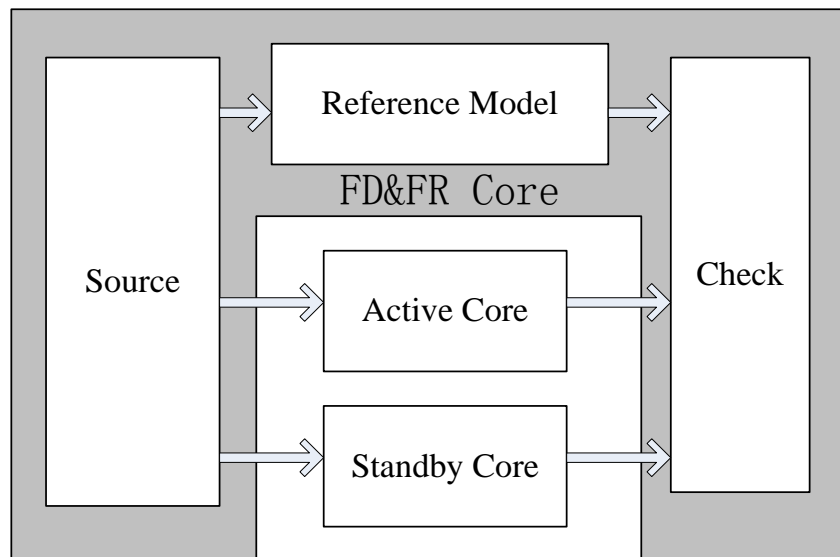 Reference Model
FD&FR Core
Source
Active Core
Check
Standby Core